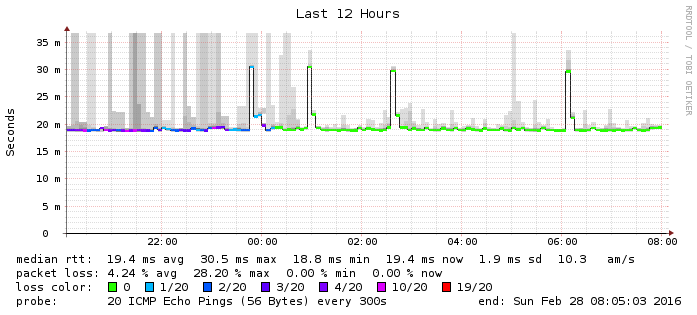 Last 12 Hours
RRDTOOL / TOBI OETIKER
Seconds
35 m
30 m
25 m
20 m
15 m
10 m
5 m
0
22:00 00:00 02:00 04:00 06:00 08:00
median rtt: 19.4 ms avg 30.5 ms max 18.8 ms min 19.4 ms now 1.9 ms sd 10.3 am/s
packet loss: 4.24 % avg 28.20 % max 0.00 % min 0.00 % now
loss color: 0 1/20 2/20 3/20 4/20 10/20 19/20
probe: 20 ICMP Echo Pings (56 Bytes) every 300s end: Sun Feb 28 08:05:03 2016